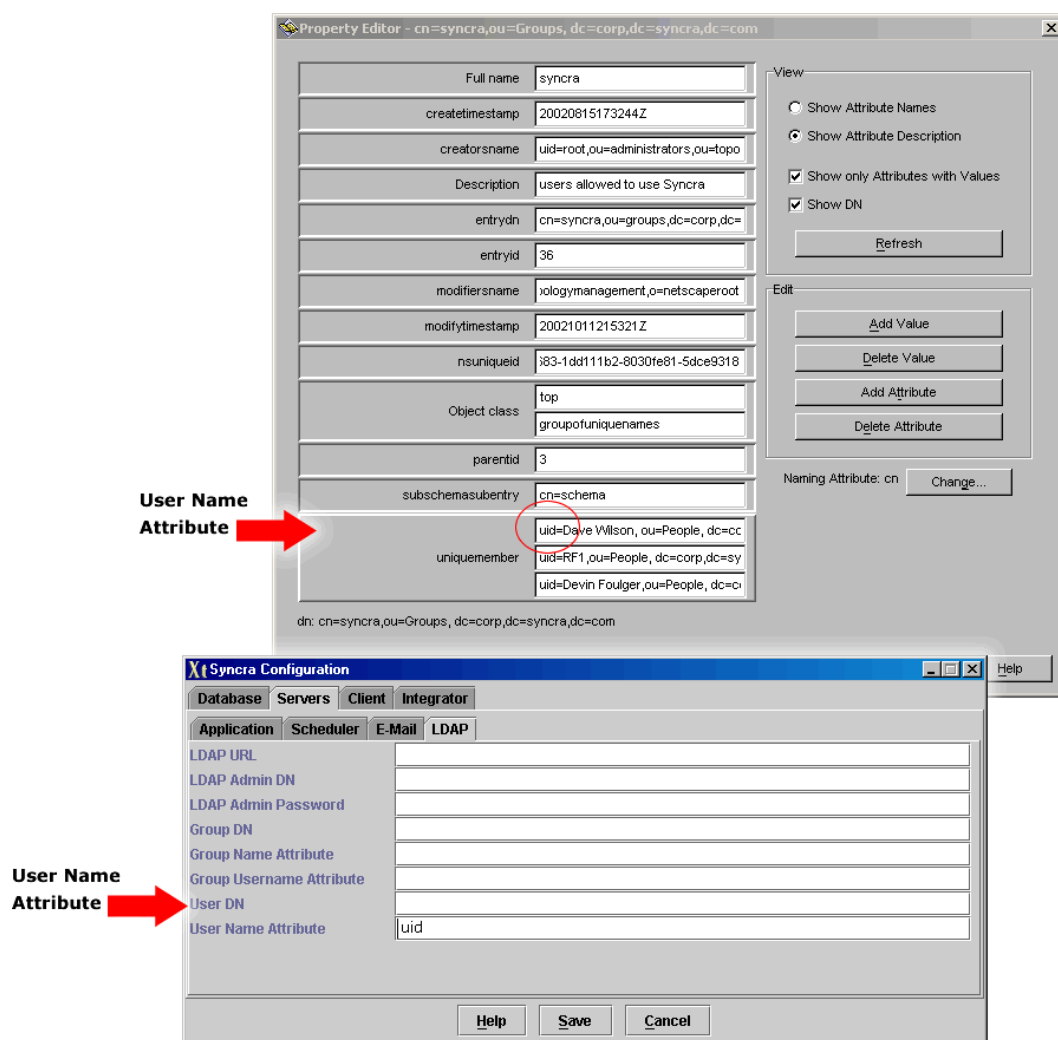 Property Editor - cn=syncra,ou=Groups, dc=corp,dc=syncra,dc=com
Full name syncra
createtimestamp 20020815173244Z
creatorsname uid=root,ou=administrators,ou=topo
Description users allowed to use Syncra
entrydn cn=syncra,ou=groups,dc=corp,dc=
entryid 36
modifiersname ologymanagement,o=netscaperoot
modifytimestamp 20021011215321Z
nsuniqueid 683-1dd111b2-8030fe81-5dce9318
Object class top
groupofuniquenames
parentid 3
subschemasubentry cn=schema
uniquemember uid=Dave Wilson, ou=People, dc=cc
uid=RF1,ou=People, dc=corp,dc=sy
uid=Devin Foulger,ou=People, dc=c
dn: cn=syncra,ou=Groups, dc=corp,dc=syncra,dc=com
View
Show Attribute Names
Show Attribute Description
Show only Attributes with Values
Show DN
Refresh
Edit
Add Value
Delete Value
Add Attribute
Delete Attribute
Naming Attribute: cn Change...
Help
User Name
Attribute
Syncra Configuration
Database Servers Client Integrator
Application Scheduler E-Mail LDAP
LDAP URL
LDAP Admin DN
LDAP Admin Password
Group DN
Group Name Attribute
Group Username Attribute
User DN
User Name Attribute uid
Help Save Cancel
User Name
Attribute